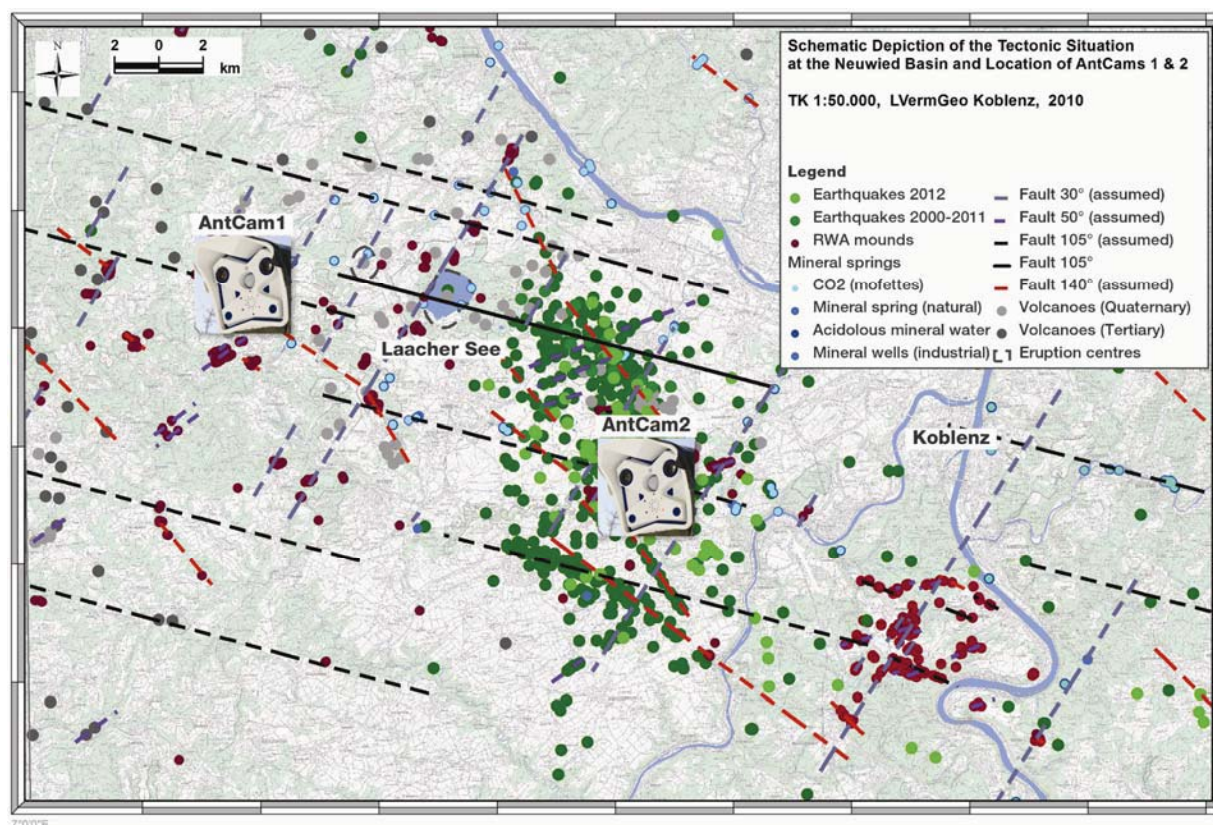 N
2 0 2
km
Schematic Depiction of the Tectonic Situation
at the Neuwied Basin and Location of AntCams 1 & 2
TK 1:50.000, LVermGeo Koblenz, 2010
Legend
Earthquakes 2012
Earthquakes 2000-2011
RWA mounds
Mineral springs
CO2 (mofettes)
Mineral spring (natural)
Acidolous mineral water
Mineral wells (industrial)
Fault 30° (assumed)
Fault 50° (assumed)
Fault 105° (assumed)
Fault 105°
Fault 140° (assumed)
Volcanoes (Quaternary)
Volcanoes (Tertiary)
Eruption centres
AntCam1
Laacher See
AntCam2
Koblenz
7°0'0"E